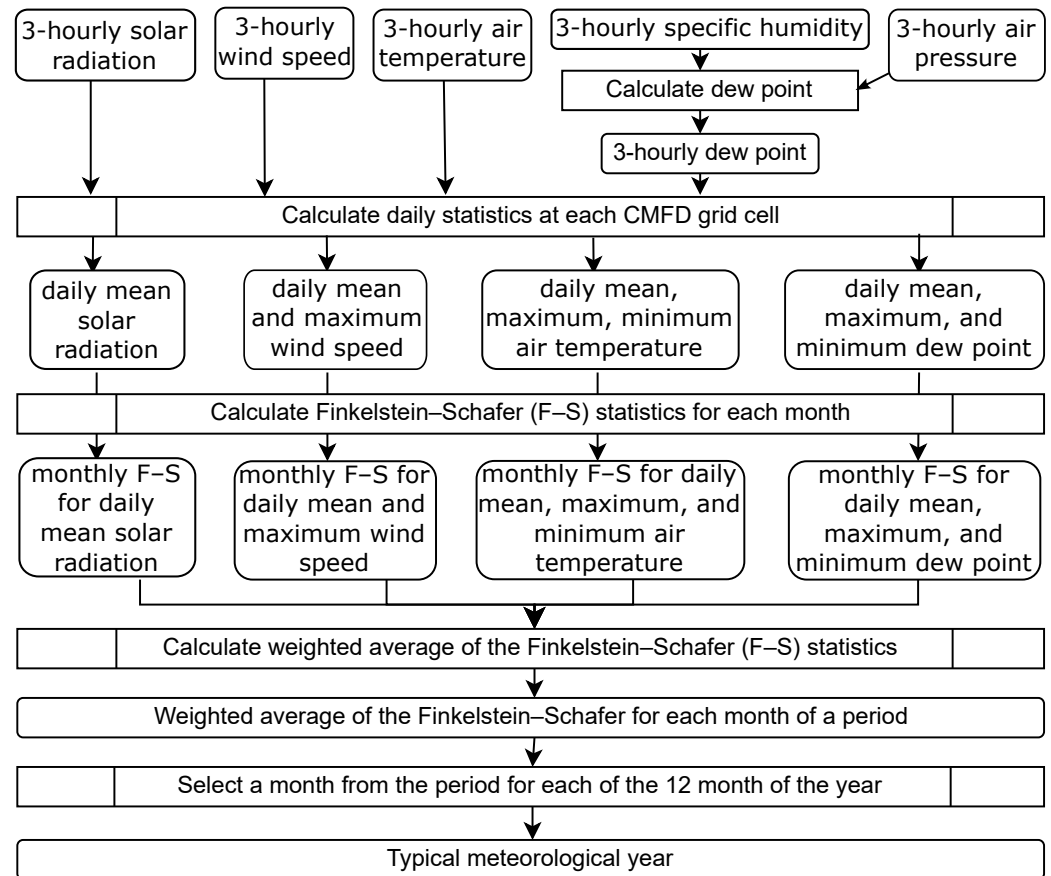 3-hourly solar
radiation
3-hourly
wind speed
3-hourly air
temperature
3-hourly specific humidity
3-hourly air
pressure
Calculate dew point
3-hourly dew point
Calculate daily statistics at each CMFD grid cell
daily mean
solar
radiation
daily mean
and maximum
wind speed
daily mean,
maximum, minimum
air temperature
daily mean,
maximum, and
minimum dew point
Calculate Finkelstein–Schafer (F–S) statistics for each month
monthly F–S
for daily
mean solar
radiation
monthly F–S for
daily mean and
maximum wind
speed
monthly F–S for daily
mean, maximum, and
minimum air
temperature
monthly F–S for
daily mean,
maximum, and
minimum dew point
Calculate weighted average of the Finkelstein–Schafer (F–S) statistics
Weighted average of the Finkelstein–Schafer for each month of a period
Select a month from the period for each of the 12 month of the year
Typical meteorological year